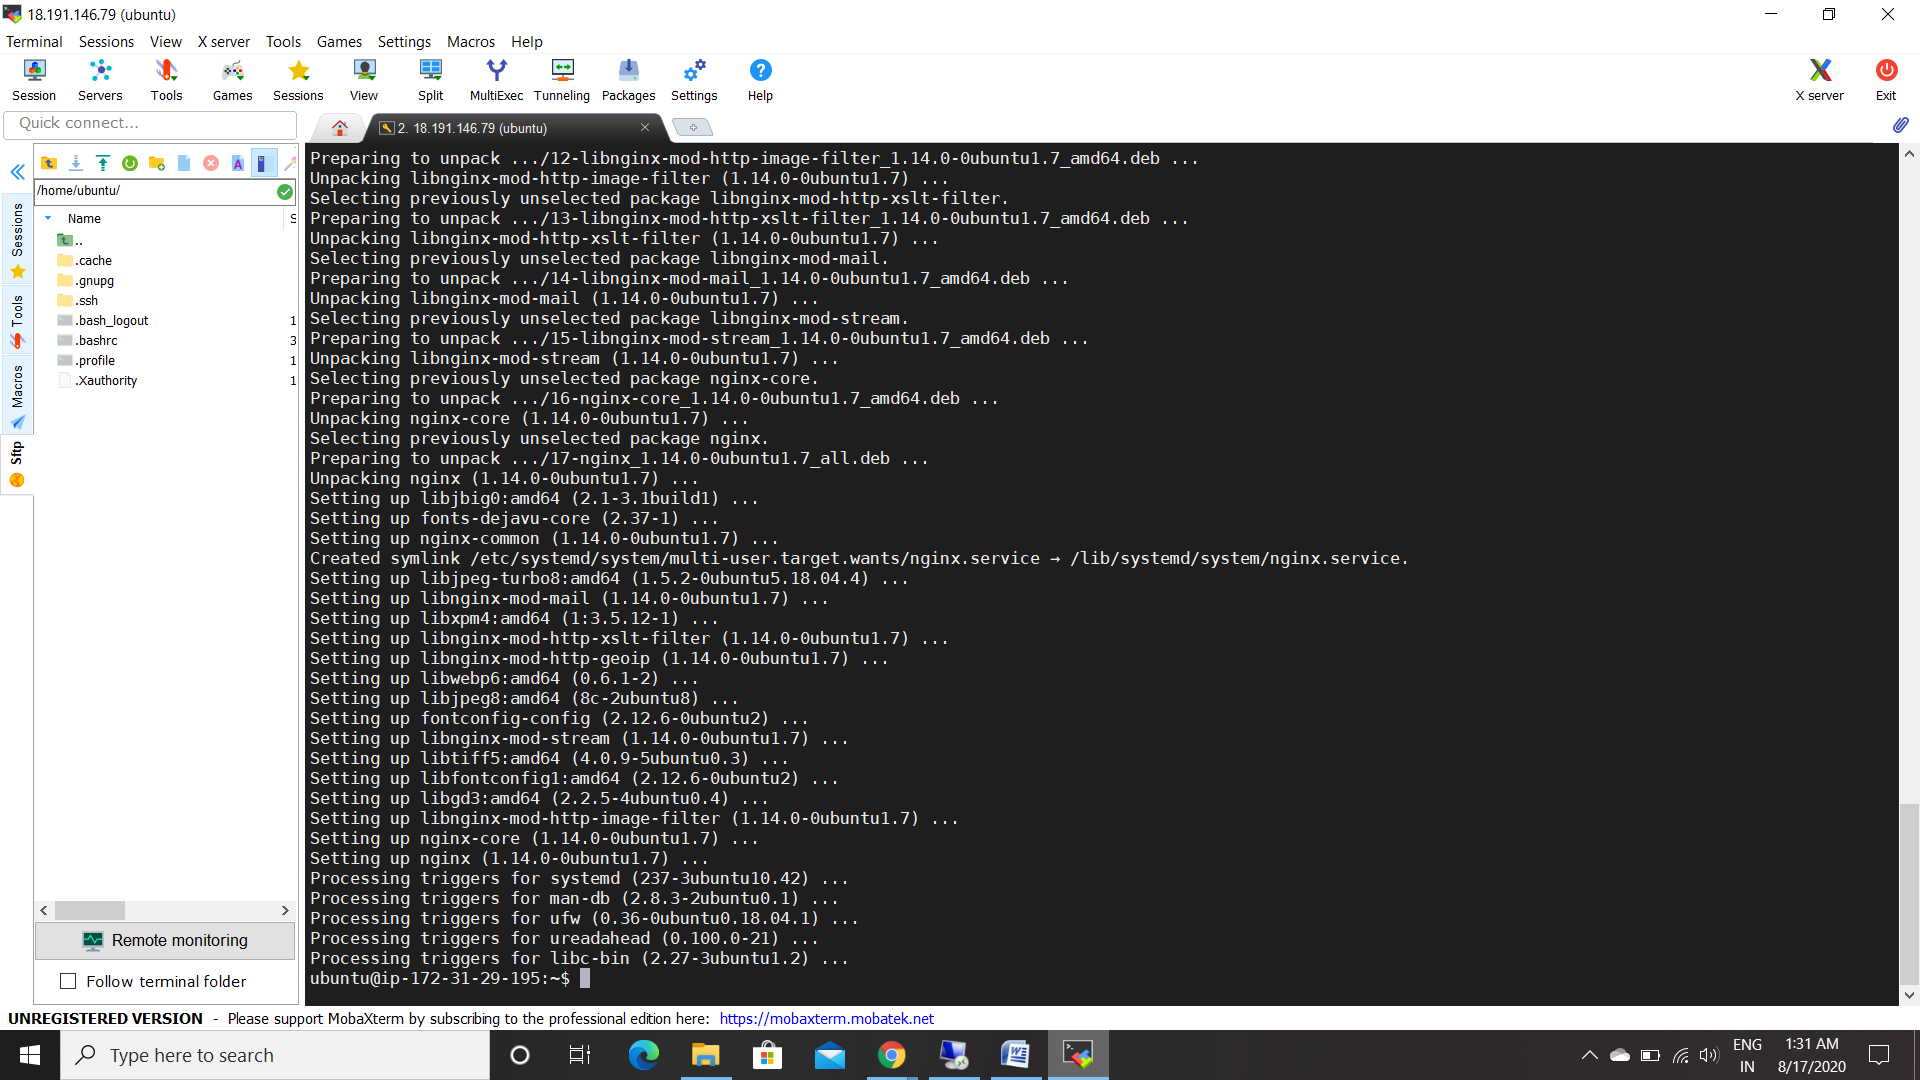 18.191.146.79 (ubuntu)
Terminal Sessions View X server Tools Games Settings Macros Help
Session Servers Tools Games Sessions View Split MultiExec Tunneling Packages Settings Help X server Exit
Quick connect...
2. 18.191.146.79 (ubuntu)
/home/ubuntu/
Name S
..
.cache
.gnupg
.ssh
.bash_logout 1
.bashrc 3
.profile 1
.Xauthority 1
Sessions
Tools
Macros
Sftp
Remote monitoring
Follow terminal folder
Preparing to unpack .../12-libnginx-mod-http-image-filter_1.14.0-0ubuntu1.7_amd64.deb ...
Unpacking libnginx-mod-http-image-filter (1.14.0-0ubuntu1.7) ...
Selecting previously unselected package libnginx-mod-http-xslt-filter.
Preparing to unpack .../13-libnginx-mod-http-xslt-filter_1.14.0-0ubuntu1.7_amd64.deb ...
Unpacking libnginx-mod-http-xslt-filter (1.14.0-0ubuntu1.7) ...
Selecting previously unselected package libnginx-mod-mail.
Preparing to unpack .../14-libnginx-mod-mail_1.14.0-0ubuntu1.7_amd64.deb ...
Unpacking libnginx-mod-mail (1.14.0-0ubuntu1.7) ...
Selecting previously unselected package libnginx-mod-stream.
Preparing to unpack .../15-libnginx-mod-stream_1.14.0-0ubuntu1.7_amd64.deb ...
Unpacking libnginx-mod-stream (1.14.0-0ubuntu1.7) ...
Selecting previously unselected package nginx-core.
Preparing to unpack .../16-nginx-core_1.14.0-0ubuntu1.7_amd64.deb ...
Unpacking nginx-core (1.14.0-0ubuntu1.7) ...
Selecting previously unselected package nginx.
Preparing to unpack .../17-nginx_1.14.0-0ubuntu1.7_all.deb ...
Unpacking nginx (1.14.0-0ubuntu1.7) ...
Setting up libjbig0:amd64 (2.1-3.1build1) ...
Setting up fonts-dejavu-core (2.37-1) ...
Setting up nginx-common (1.14.0-0ubuntu1.7) ...
Created symlink /etc/systemd/system/multi-user.target.wants/nginx.service → /lib/systemd/system/nginx.service.
Setting up libjpeg-turbo8:amd64 (1.5.2-0ubuntu5.18.04.4) ...
Setting up libnginx-mod-mail (1.14.0-0ubuntu1.7) ...
Setting up libxpm4:amd64 (1:3.5.12-1) ...
Setting up libnginx-mod-http-xslt-filter (1.14.0-0ubuntu1.7) ...
Setting up libnginx-mod-http-geoip (1.14.0-0ubuntu1.7) ...
Setting up libwebp6:amd64 (0.6.1-2) ...
Setting up libjpeg8:amd64 (8c-2ubuntu8) ...
Setting up fontconfig-config (2.12.6-0ubuntu2) ...
Setting up libnginx-mod-stream (1.14.0-0ubuntu1.7) ...
Setting up libtiff5:amd64 (4.0.9-5ubuntu0.3) ...
Setting up libfontconfig1:amd64 (2.12.6-0ubuntu2) ...
Setting up libgd3:amd64 (2.2.5-4ubuntu0.4) ...
Setting up libnginx-mod-http-image-filter (1.14.0-0ubuntu1.7) ...
Setting up nginx-core (1.14.0-0ubuntu1.7) ...
Setting up nginx (1.14.0-0ubuntu1.7) ...
Processing triggers for systemd (237-3ubuntu10.42) ...
Processing triggers for man-db (2.8.3-2ubuntu0.1) ...
Processing triggers for ufw (0.36-0ubuntu0.18.04.1) ...
Processing triggers for ureadahead (0.100.0-21) ...
Processing triggers for libc-bin (2.27-3ubuntu1.2) ...
ubuntu@ip-172-31-29-195:~$
UNREGISTERED VERSION - Please support MobaXterm by subscribing to the professional edition here: https://mobaxterm.mobatek.net
Type here to search
ENG
IN
1:31 AM
8/17/2020